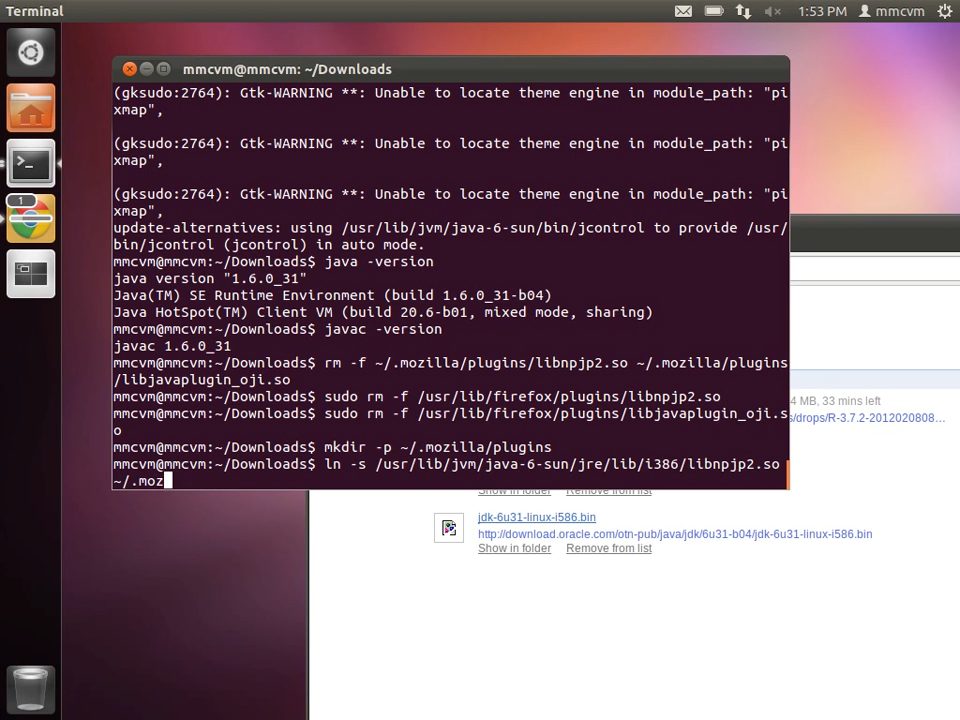 Terminal
1:53 PM
mmcvm
mmcvm@mmcvm: ~/Downloads
(gksudo:2764): Gtk-WARNING **: Unable to locate theme engine in module_path: "pi
xmap",
(gksudo:2764): Gtk-WARNING **: Unable to locate theme engine in module_path: "pi
xmap",
(gksudo:2764): Gtk-WARNING **: Unable to locate theme engine in module_path: "pi
xmap",
update-alternatives: using /usr/lib/jvm/java-6-sun/bin/jcontrol to provide /usr/
bin/jcontrol (jcontrol) in auto mode.
mmcvm@mmcvm:~/Downloads$ java -version
java version "1.6.0_31"
Java(TM) SE Runtime Environment (build 1.6.0_31-b04)
Java HotSpot(TM) Client VM (build 20.6-b01, mixed mode, sharing)
mmcvm@mmcvm:~/Downloads$ javac -version
javac 1.6.0_31
mmcvm@mmcvm:~/Downloads$ rm -f ~/.mozilla/plugins/libnpjp2.so ~/.mozilla/plugins
/libjavaplugin_oji.so
mmcvm@mmcvm:~/Downloads$ sudo rm -f /usr/lib/firefox/plugins/libnpjp2.so
mmcvm@mmcvm:~/Downloads$ sudo rm -f /usr/lib/firefox/plugins/libjavaplugin_oji.s
o
mmcvm@mmcvm:~/Downloads$ mkdir -p ~/.mozilla/plugins
mmcvm@mmcvm:~/Downloads$ ln -s /usr/lib/jvm/java-6-sun/jre/lib/i386/libnpjp2.so
~/.moz
1
4 MB, 33 mins left
s/drops/R-3.7.2-2012020808...
Show in folder Remove from list
jdk-6u31-linux-i586.bin
http://download.oracle.com/otn-pub/java/jdk/6u31-b04/jdk-6u31-linux-i586.bin
Show in folder Remove from list